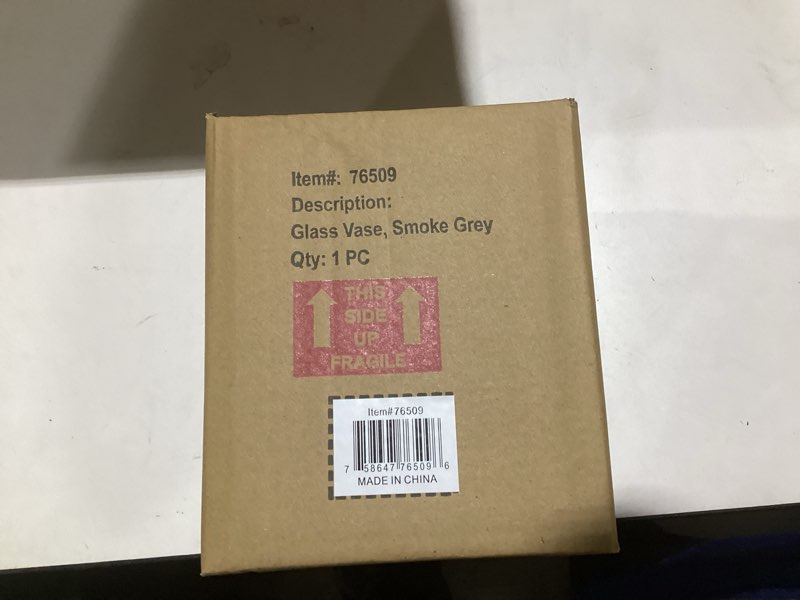 Item#: 76509
Description:
Glass Vase, Smoke Grey
Qty: 1 PC
THIS
SIDE
UP
FRAGILE
Item#76509
7 58647 76509 6
MADE IN CHINA